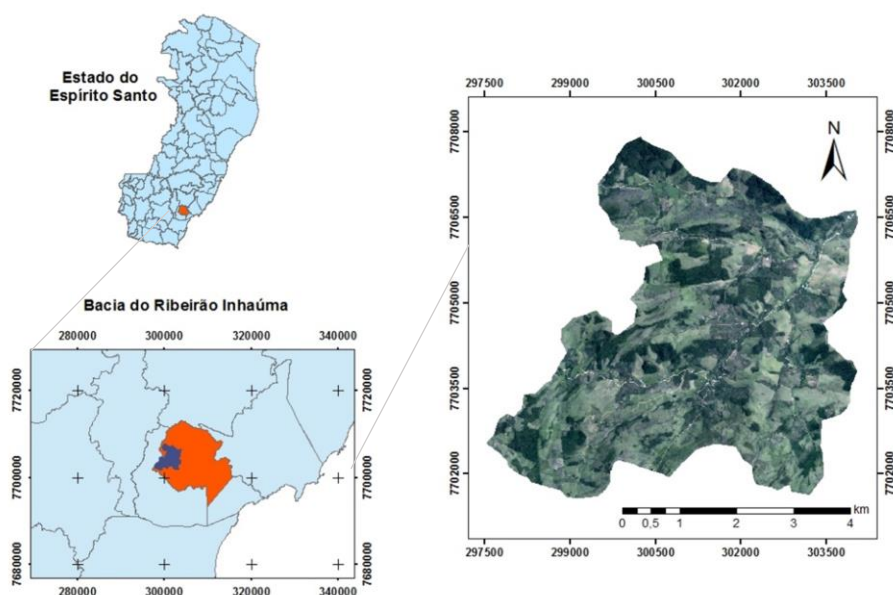 Estado do
Espírito Santo
Bacia do Ribeirão Inhaúma
280000 300000 320000 340000
7720000 7720000
7700000 7700000
7680000 7680000
280000 300000 320000 340000
297500 299000 300500 302000 303500
7708000 7708000
N
7706500 7706500
7705000 7705000
7703500 7703500
7702000 7702000
0 0,5 1 2 3 4 km
297500 299000 300500 302000 303500